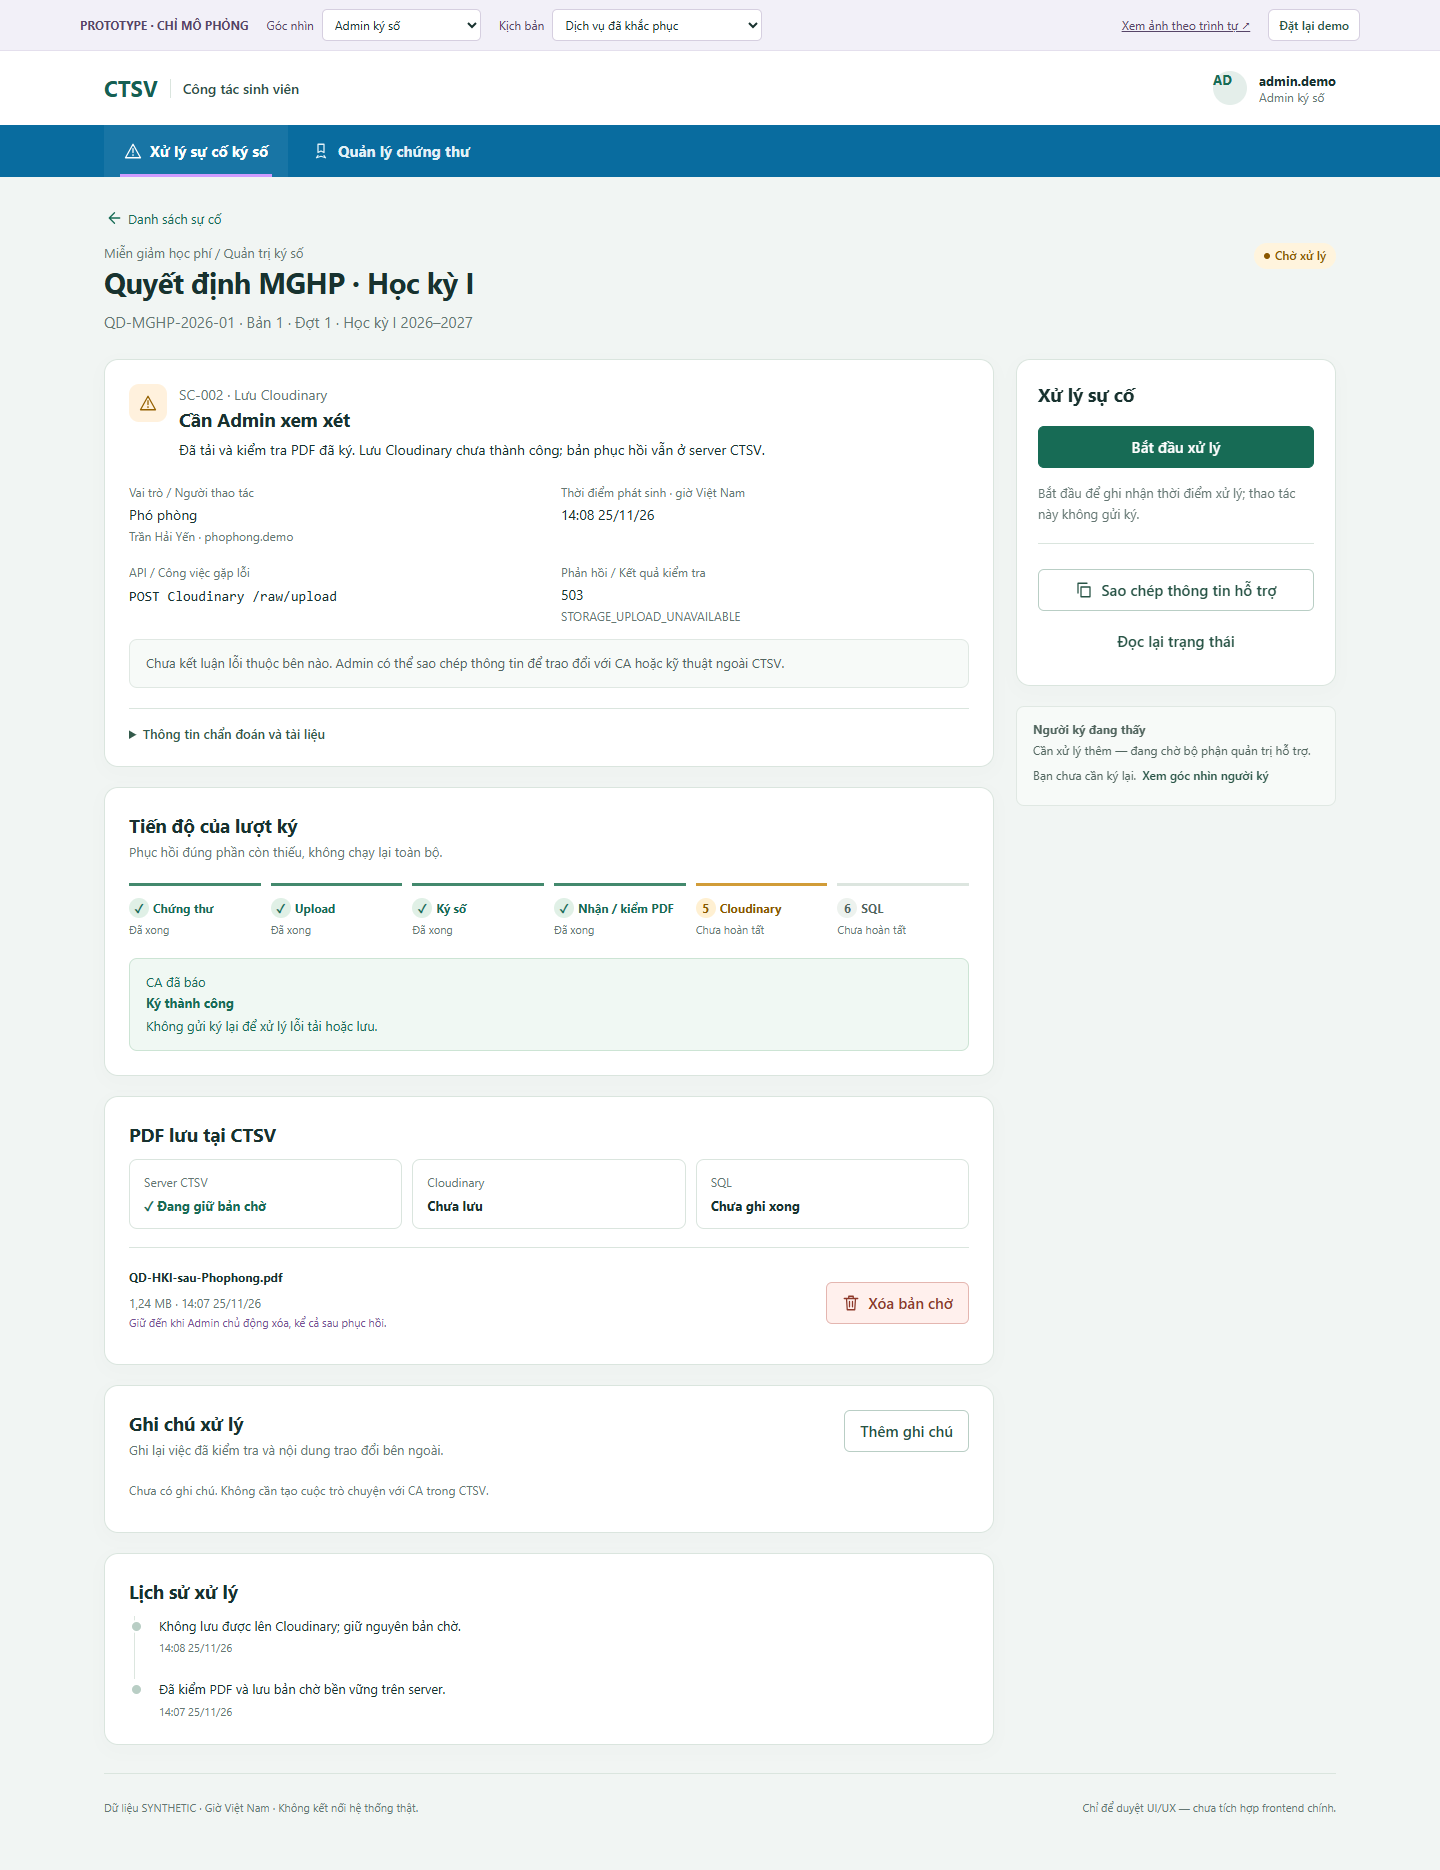 PROTOTYPE · CHỈ MÔ PHỎNG
Góc nhìn
Admin ký số
Kịch bản
Dịch vụ đã khắc phục
Xem ảnh theo trình tự ↗
Đặt lại demo
CTSV
Công tác sinh viên
AD
admin.demo
Admin ký số
Xử lý sự cố ký số
Quản lý chứng thư
← Danh sách sự cố
Miễn giảm học phí / Quản trị ký số
Quyết định MGHP · Học kỳ I
QD-MGHP-2026-01 · Bản 1 · Đợt 1 · Học kỳ I 2026–2027
Chờ xử lý
SC-002 · Lưu Cloudinary
Cần Admin xem xét
Đã tải và kiểm tra PDF đã ký. Lưu Cloudinary chưa thành công; bản phục hồi vẫn ở server CTSV.
Vai trò / Người thao tác
Phó phòng
Trần Hải Yến · phophong.demo
Thời điểm phát sinh · giờ Việt Nam
14:08 25/11/26
API / Công việc gặp lỗi
POST Cloudinary /raw/upload
Phản hồi / Kết quả kiểm tra
503
STORAGE_UPLOAD_UNAVAILABLE
Chưa kết luận lỗi thuộc bên nào. Admin có thể sao chép thông tin để trao đổi với CA hoặc kỹ thuật ngoài CTSV.
▶ Thông tin chẩn đoán và tài liệu
Xử lý sự cố
Bắt đầu xử lý
Bắt đầu để ghi nhận thời điểm xử lý; thao tác
này không gửi ký.
Sao chép thông tin hỗ trợ
Đọc lại trạng thái
Người ký đang thấy
Cần xử lý thêm — đang chờ bộ phận quản trị hỗ trợ.
Bạn chưa cần ký lại. Xem góc nhìn người ký
Tiến độ của lượt ký
Phục hồi đúng phần còn thiếu, không chạy lại toàn bộ.
✓ Chứng thư
Đã xong
✓ Upload
Đã xong
✓ Ký số
Đã xong
✓ Nhận / kiểm PDF
Đã xong
5 Cloudinary
Chưa hoàn tất
6 SQL
Chưa hoàn tất
CA đã báo
Ký thành công
Không gửi ký lại để xử lý lỗi tải hoặc lưu.
PDF lưu tại CTSV
Server CTSV
✓ Đang giữ bản chờ
Cloudinary
Chưa lưu
SQL
Chưa ghi xong
QD-HKI-sau-Phophong.pdf
1,24 MB · 14:07 25/11/26
Giữ đến khi Admin chủ động xóa, kể cả sau phục hồi.
Xóa bản chờ
Ghi chú xử lý
Ghi lại việc đã kiểm tra và nội dung trao đổi bên ngoài.
Thêm ghi chú
Chưa có ghi chú. Không cần tạo cuộc trò chuyện với CA trong CTSV.
Lịch sử xử lý
Không lưu được lên Cloudinary; giữ nguyên bản chờ.
14:08 25/11/26
Đã kiểm PDF và lưu bản chờ bền vững trên server.
14:07 25/11/26
Dữ liệu SYNTHETIC · Giờ Việt Nam · Không kết nối hệ thống thật.
Chỉ để duyệt UI/UX — chưa tích hợp frontend chính.